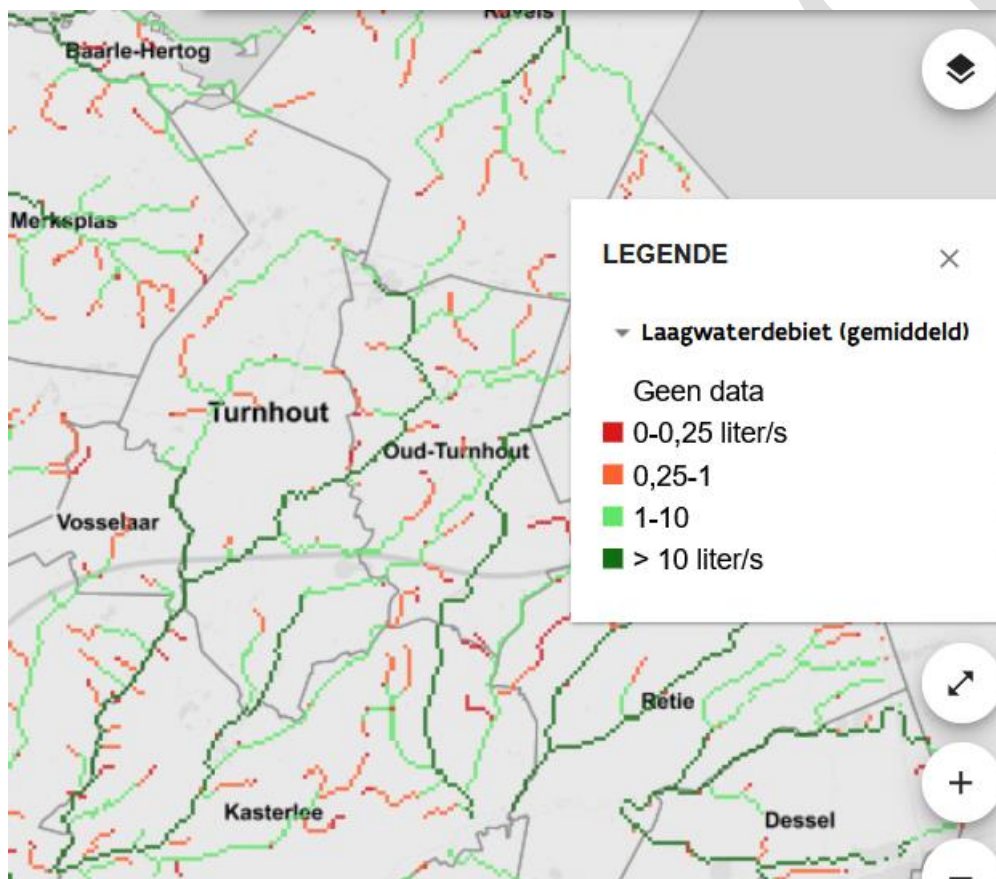 Ravels
Baarle-Hertog
Merksplas
LEGENDE
Laagwaterdebiet (gemiddeld)
Geen data
0-0,25 liter/s
0,25-1
1-10
> 10 liter/s
Turnhout
Oud-Turnhout
Vosselaar
Retie
Kasterlee
Dessel